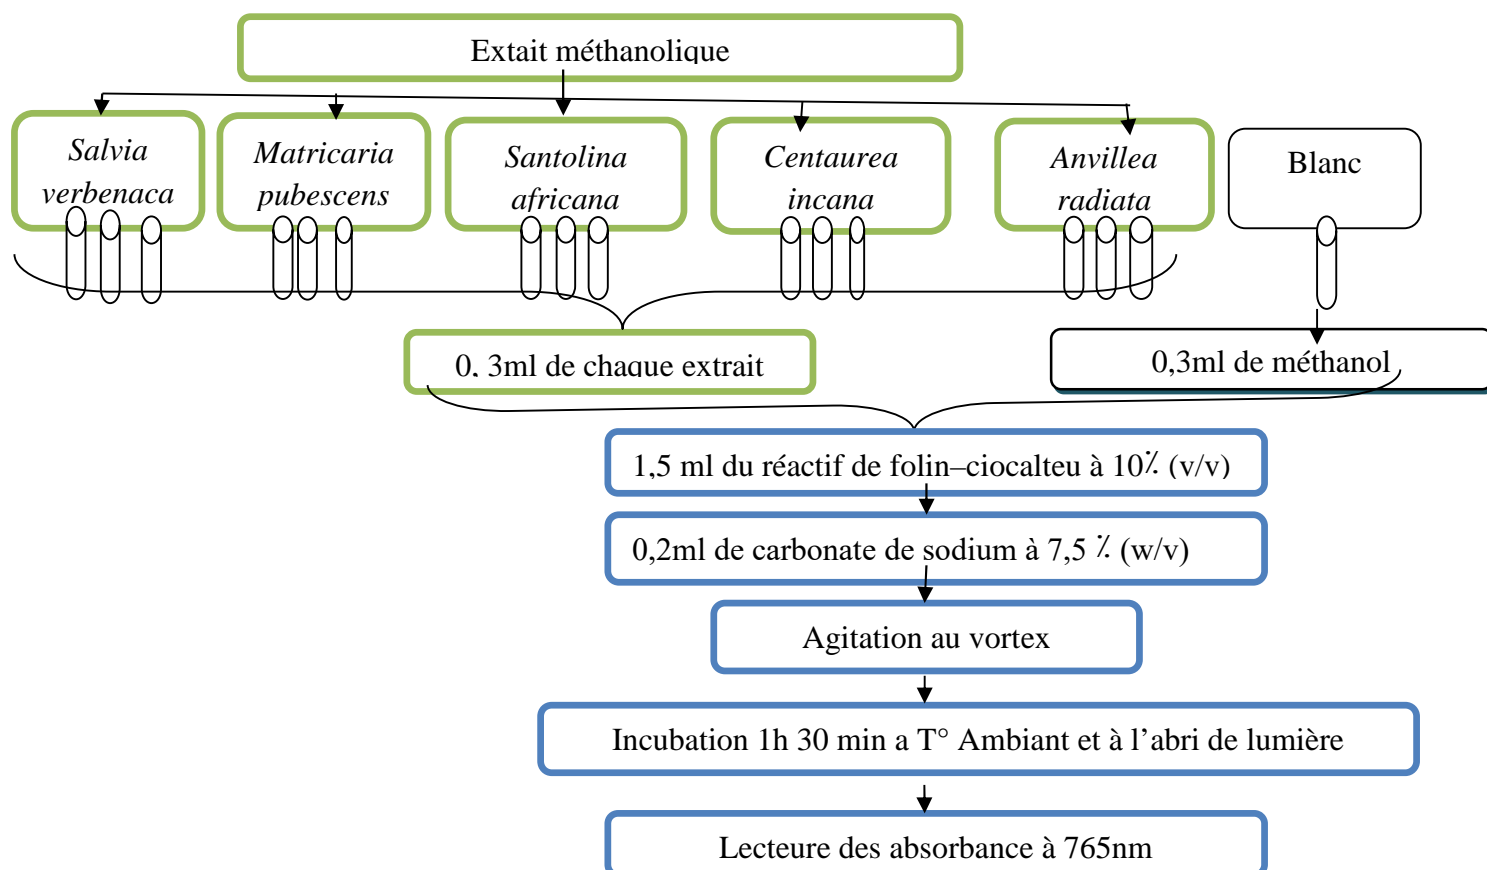 Extait méthanolique
Salvia
verbenaca
Matricaria
pubescens
Santolina
africana
Centaurea
incana
Anvillea
radiata
Blanc
0, 3ml de chaque extrait
0,3ml de méthanol
1,5 ml du réactif de folin–ciocalteu à 10٪ (v/v)
0,2ml de carbonate de sodium à 7,5 ٪ (w/v)
Agitation au vortex
Incubation 1h 30 min a T° Ambiant et à l’abri de lumière
Lecteure des absorbance à 765nm